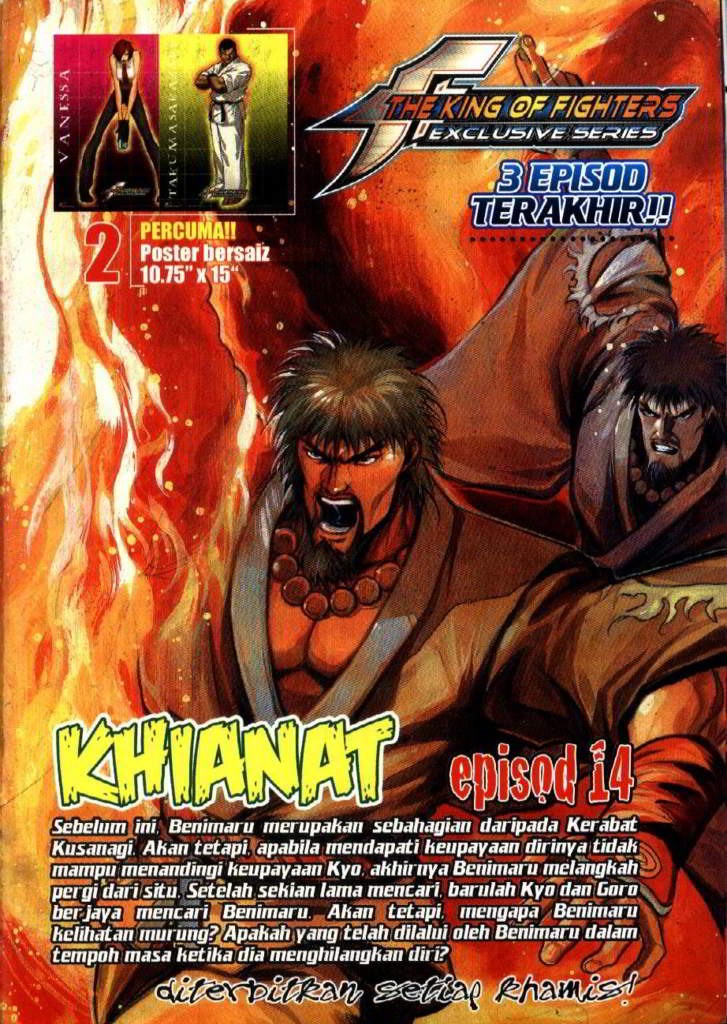 VANESSA
TAKUMA SAKAZAKI
THE KING OF FIGHTERS
EXCLUSIVE SERIES
3 EPISOD
TERAKHIR!!
2
PERCUMA!!
Poster bersaiz
10.75" x 15"
KHIANAT
episod 14
Sebelum ini, Benimaru merupakan sebahagian daripada Kerabat
Kusanagi. Akan tetapi, apabila mendapati keupayaan dirinya tidak
mampu menandingi keupayaan Kyo, akhirnya Benimaru melangkah
pergi dari situ. Setelah sekian lama mencari, barulah Kyo dan Goro
berjaya mencari Benimaru. Akan tetapi, mengapa Benimaru
kelihatan murung? Apakah yang telah dilalui oleh Benimaru dalam
tempoh masa ketika dia menghilangkan diri?
diterbitkan setiap khamis!